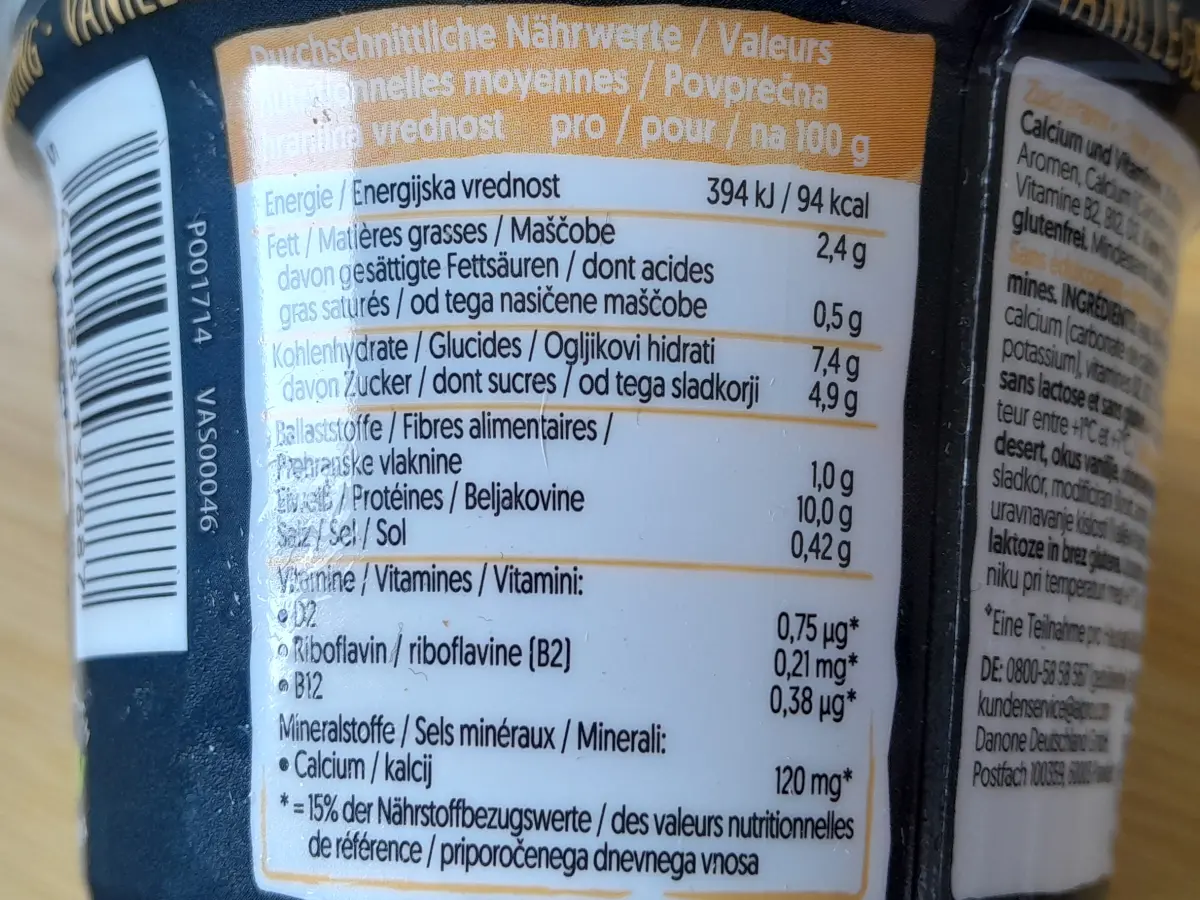 VANILL
P001714 VAS00046
Durchschnittliche Nährwerte / Valeurs
nutritionnelles moyennes / Povprečna
hranilna vrednost pro / pour / na 100 g
Energie / Energijska vrednost 394 kJ / 94 kcal
Fett / Matières grasses / Maščobe 2,4 g
davon gesättigte Fettsäuren / dont acides
gras saturés / od tega nasičene maščobe 0,5 g
Kohlenhydrate / Glucides / Ogljikovi hidrati 7,4 g
davon Zucker / dont sucres / od tega sladkorji 4,9 g
Ballaststoffe / Fibres alimentaires /
Prehranske vlaknine 1,0 g
Eiweiß / Protéines / Beljakovine 10,0 g
Salz / Sel / Sol 0,42 g
Vitamine / Vitamines / Vitamini:
• D2 0,75 µg*
• Riboflavin / riboflavine (B2) 0,21 mg*
• B12 0,38 µg*
Mineralstoffe / Sels minéraux / Minerali:
• Calcium / kalcij 120 mg*
* = 15% der Nährstoffbezugswerte / des valeurs nutritionnelles
de référence / priporočenega dnevnega vnosa
Calcium und
Aromen, Calcium
Vitamine B2, B12, D2
glutenfrei.
mines. INGRÉDIENTS
calcium (carbonate
potassium), vitamines
sans lactose et sans
teur entre +1°C et
desert, okus vanilije,
sladkor, modificiran
uravnavanje kislosti
laktoze in brez glutena,
niku pri temperaturi
*Eine Teilnahme pro
DE: 0800-58 58 557
kundenservice@
Danone Deutschland
Postfach 100359,